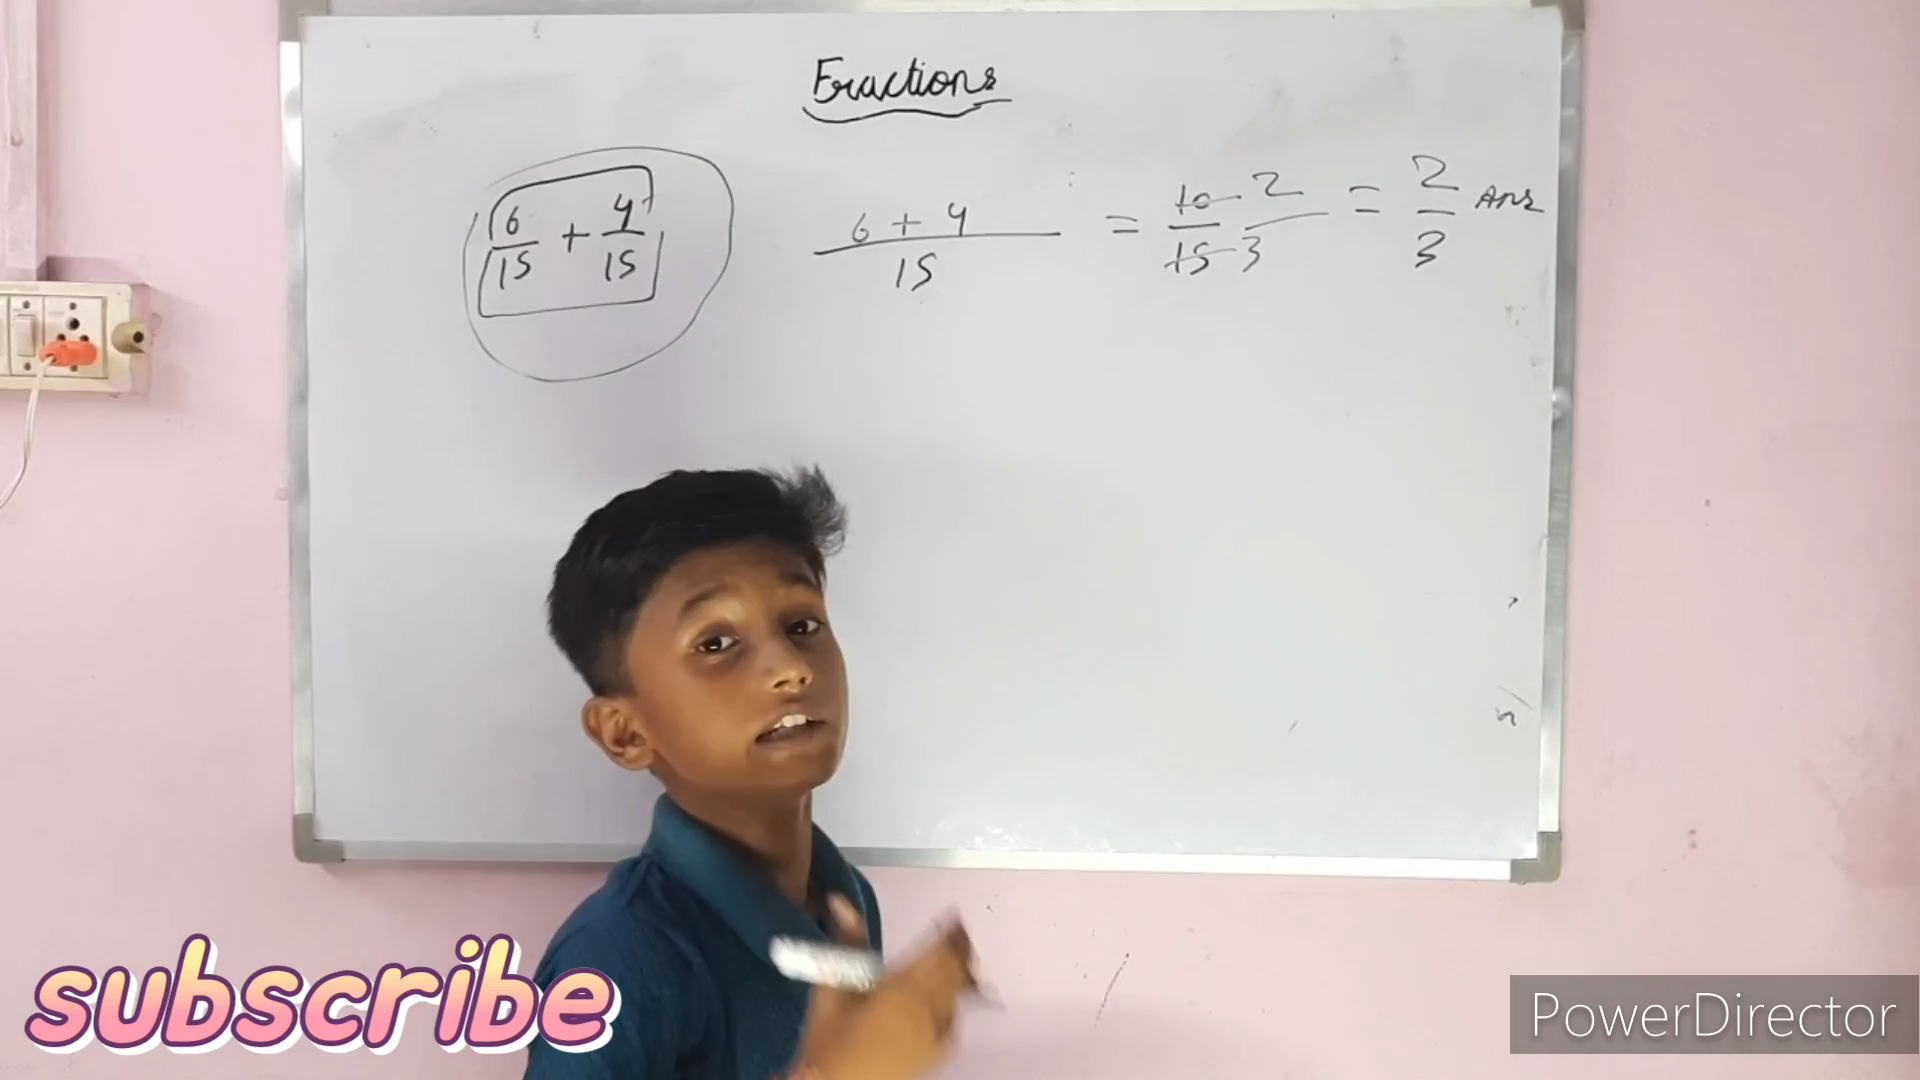 Fractions
6/15 + 4/15   6 + 4/15 = 10/15 2/3 = 2/3 Ans
subscribe
PowerDirector